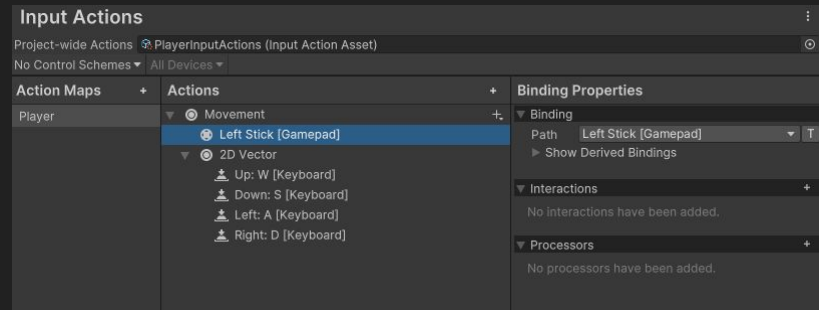 Input Actions
Project-wide Actions PlayerInputActions (Input Action Asset)
No Control Schemes All Devices
Action Maps +
Player
Actions +
Movement +
Left Stick [Gamepad]
2D Vector
Up: W [Keyboard]
Down: S [Keyboard]
Left: A [Keyboard]
Right: D [Keyboard]
Binding Properties
Binding
Path Left Stick [Gamepad] T
Show Derived Bindings
Interactions +
No interactions have been added.
Processors +
No processors have been added.